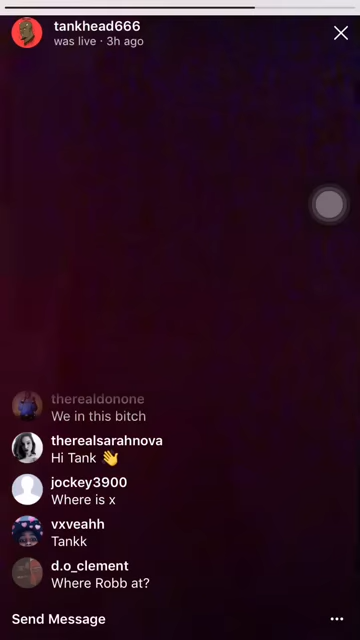 tankhead666
was live · 3h ago
therealdonone
We in this bitch
therealsarahnova
Hi Tank 👋
jockey3900
Where is x
vxveahh
Tankk
d.o_clement
Where Robb at?
Send Message